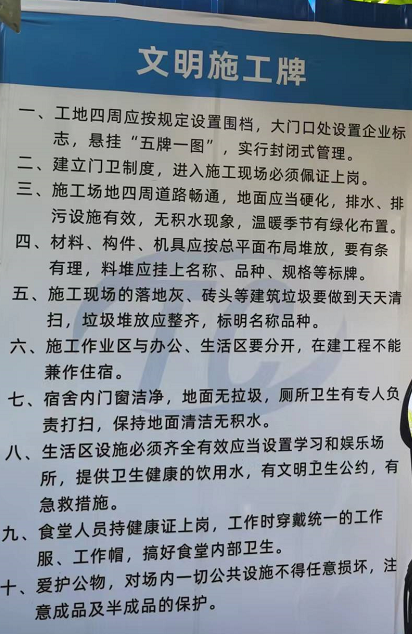 文明施工牌
一、工地四周应按规定设置围档，大门口处设置企业标
志，悬挂“五牌一图”，实行封闭式管理。
二、建立门卫制度，进入施工现场必须佩证上岗。
三、施工场地四周道路畅通，地面应当硬化，排水、排
污设施有效，无积水现象，温暖季节有绿化布置。
四、材料、构件、机具应按总平面布局堆放，要有条
有理，料堆应挂上名称、品种、规格等标牌。
五、施工现场的落地灰、砖头等建筑垃圾要做到天天清
扫，垃圾堆放应整齐，标明名称品种。
六、施工作业区与办公、生活区要分开，在建工程不能
兼作住宿。
七、宿舍内门窗洁净，地面无垃圾，厕所卫生有专人负
责打扫，保持地面清洁无积水。
八、生活区设施必须齐全有效应当设置学习和娱乐场
所，提供卫生健康的饮用水，有文明卫生公约，有
急救措施。
九、食堂人员持健康证上岗，工作时穿戴统一的工作
服、工作帽，搞好食堂内部卫生。
十、爱护公物，对场内一切公共设施不得任意损坏，注
意成品及半成品的保护。